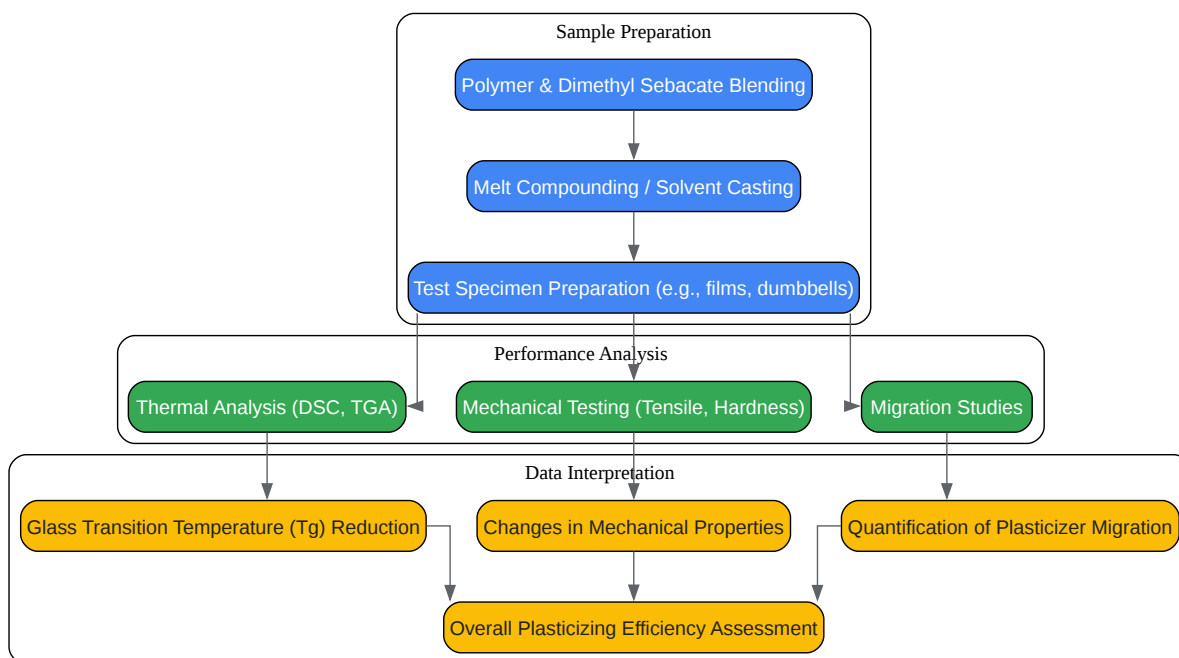 Sample Preparation
Polymer & Dimethyl Sebacate Blending
Melt Compounding / Solvent Casting
Test Specimen Preparation (e.g., films, dumbbells)
Performance Analysis
Thermal Analysis (DSC, TGA)
Mechanical Testing (Tensile, Hardness)
Migration Studies
Data Interpretation
Glass Transition Temperature (Tg) Reduction
Changes in Mechanical Properties
Quantification of Plasticizer Migration
Overall Plasticizing Efficiency Assessment